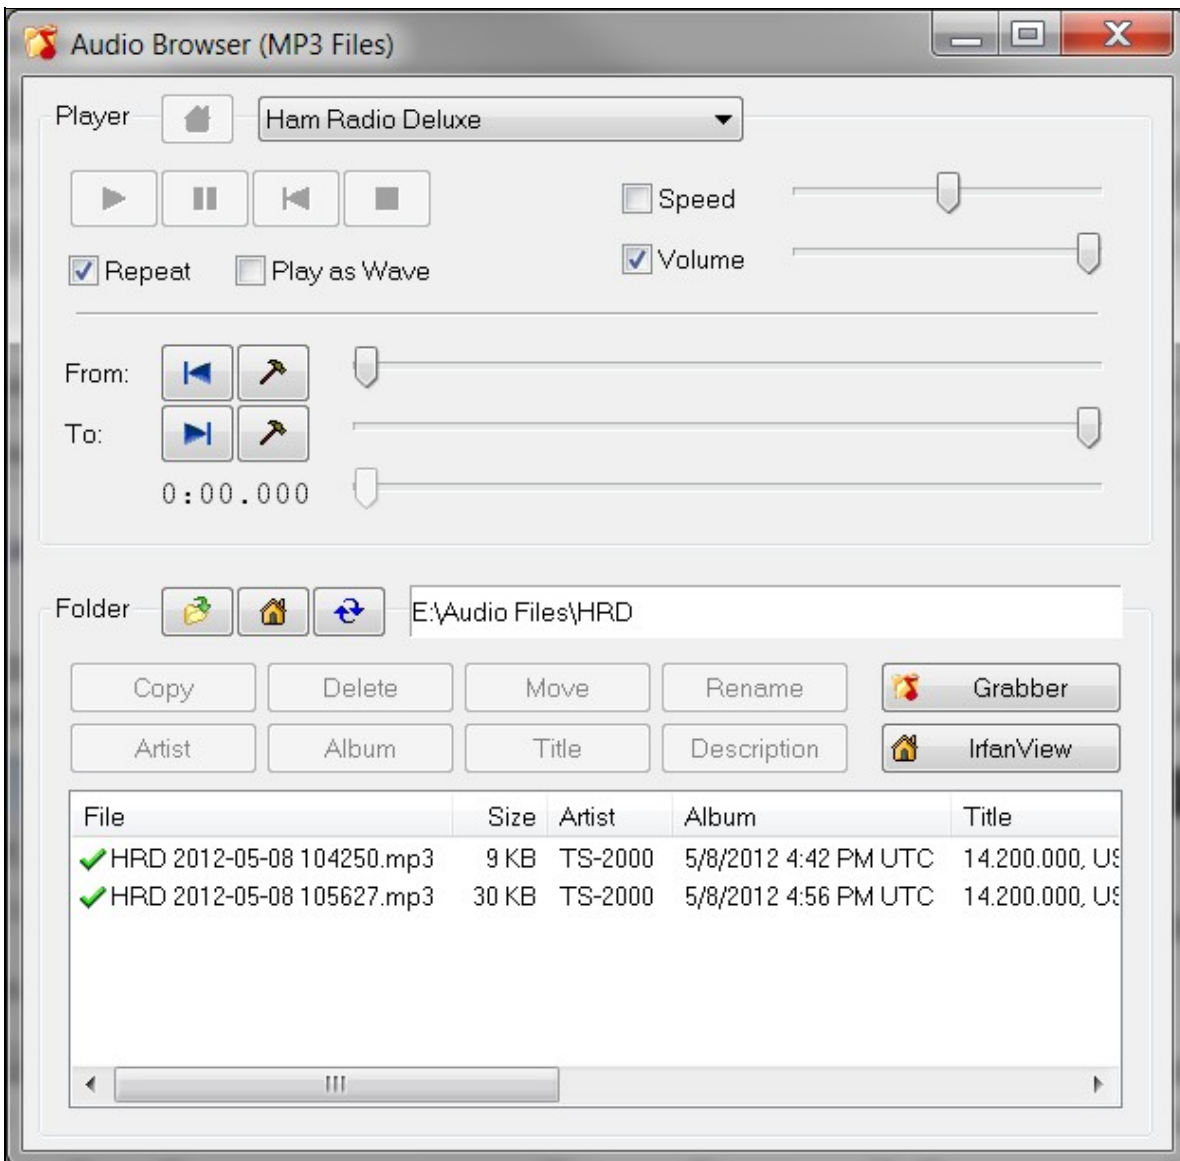 Audio Browser (MP3 Files)
Player Ham Radio Deluxe
Speed
Repeat Play as Wave Volume
From:
To:
0:00.000
Folder E:\Audio Files\HRD
Copy Delete Move Rename Grabber
Artist Album Title Description IrfanView
File Size Artist Album Title
HRD 2012-05-08 104250.mp3 9 KB TS-2000 5/8/2012 4:42 PM UTC 14.200.000, US
HRD 2012-05-08 105627.mp3 30 KB TS-2000 5/8/2012 4:56 PM UTC 14.200.000, US